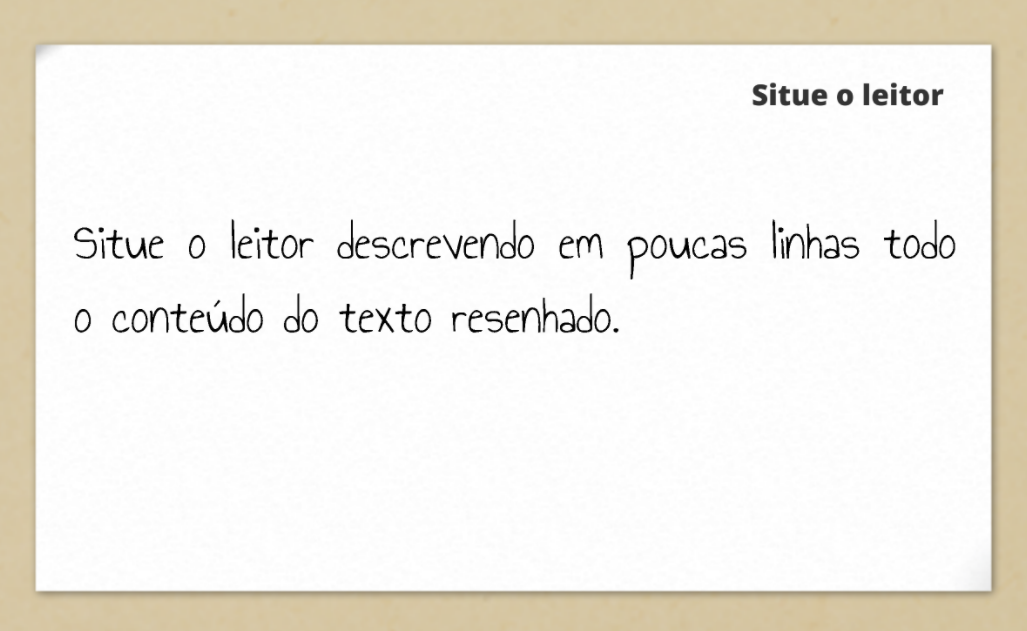 Situe o leitor
Situe o leitor descrevendo em poucas linhas todo
o conteúdo do texto resenhado.